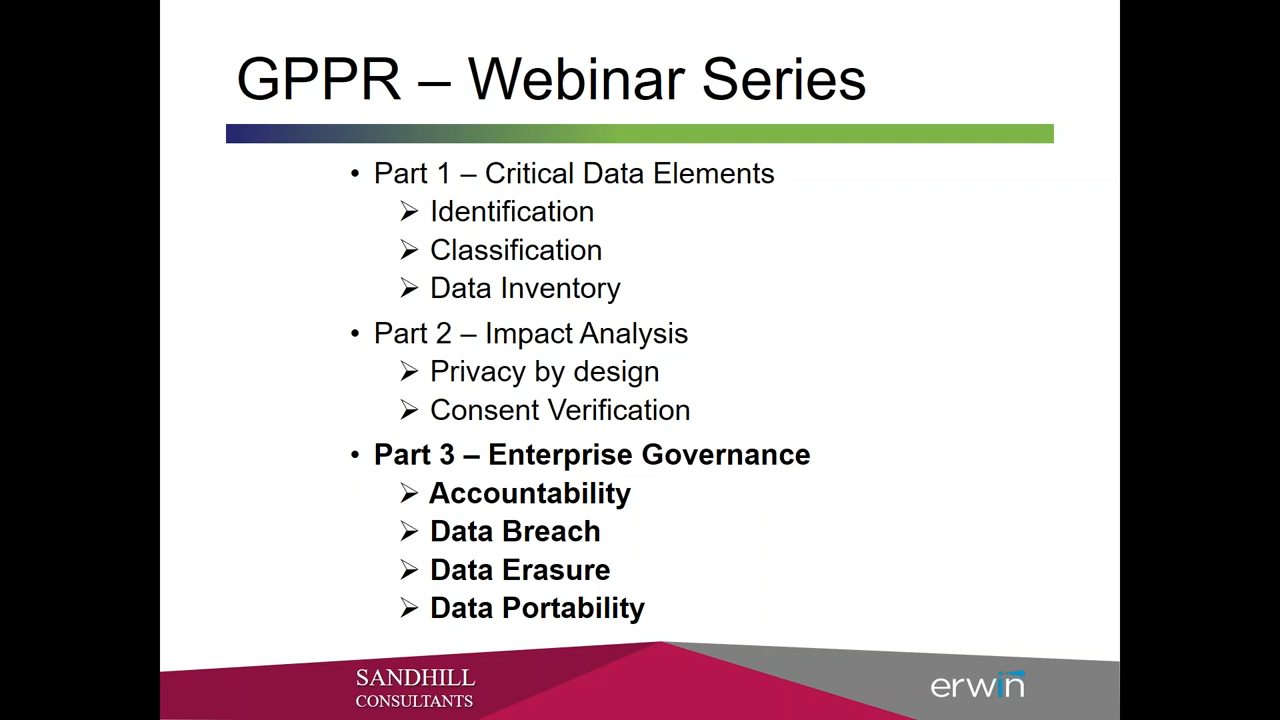 GPPR – Webinar Series
• Part 1 – Critical Data Elements
➢ Identification
➢ Classification
➢ Data Inventory
• Part 2 – Impact Analysis
➢ Privacy by design
➢ Consent Verification
• Part 3 – Enterprise Governance
➢ Accountability
➢ Data Breach
➢ Data Erasure
➢ Data Portability
SANDHILL
CONSULTANTS
erwin